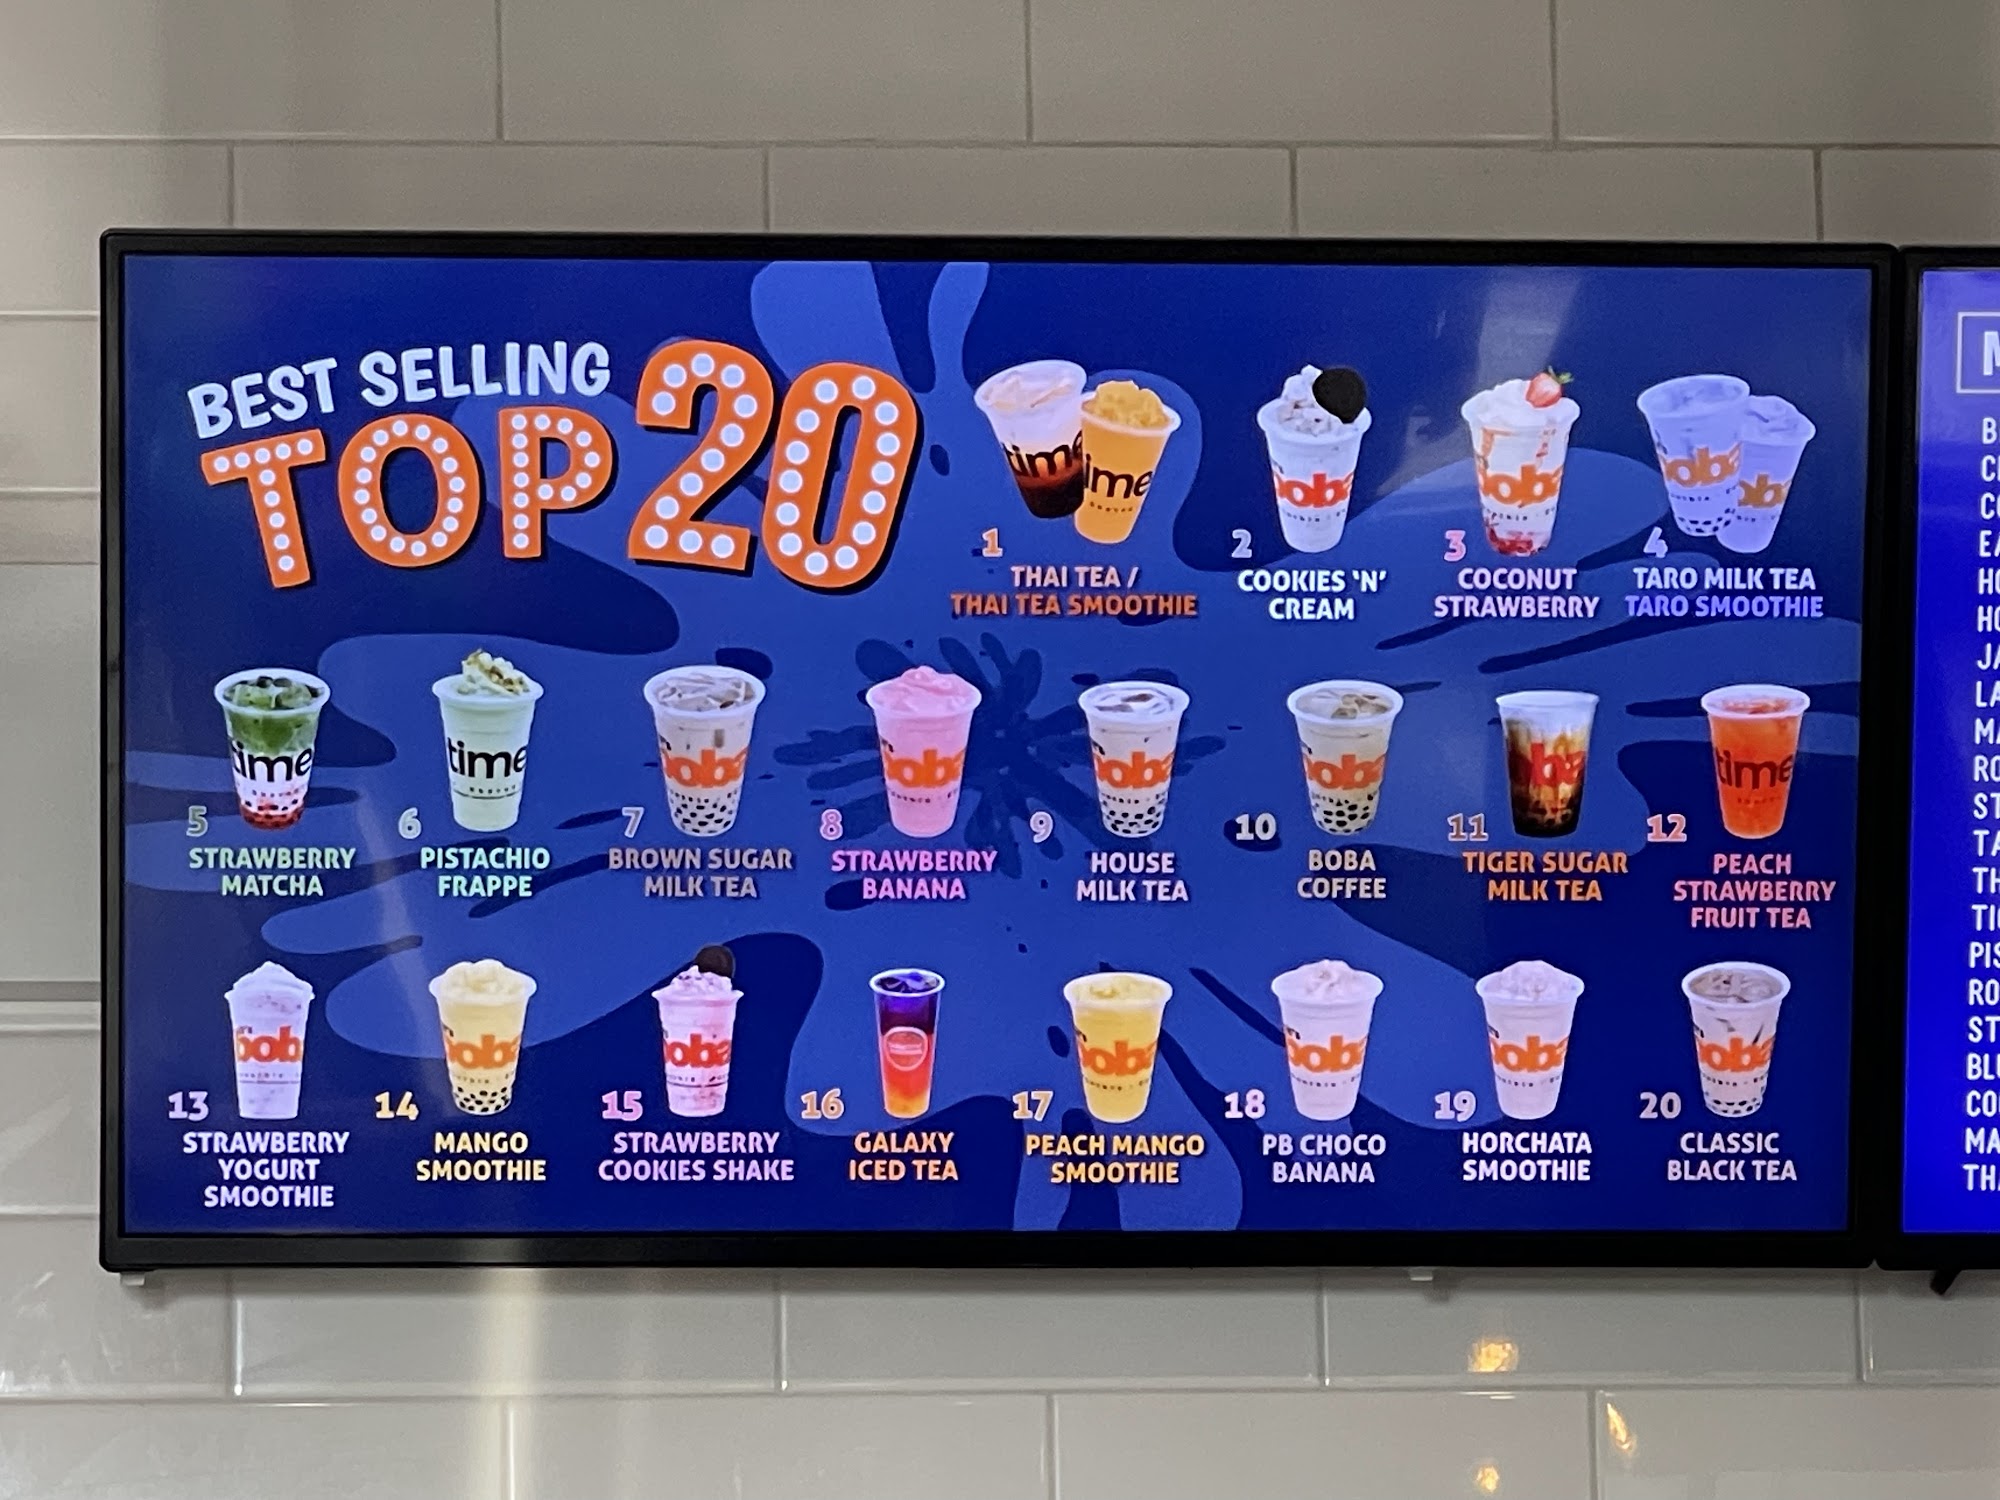 BEST SELLING
TOP 20
1
THAI TEA /
THAI TEA SMOOTHIE
2
COOKIES 'N'
CREAM
3
COCONUT
STRAWBERRY
4
TARO MILK TEA
TARO SMOOTHIE
5
STRAWBERRY
MATCHA
6
PISTACHIO
FRAPPE
7
BROWN SUGAR
MILK TEA
8
STRAWBERRY
BANANA
9
HOUSE
MILK TEA
10
BOBA
COFFEE
11
TIGER SUGAR
MILK TEA
12
PEACH
STRAWBERRY
FRUIT TEA
13
STRAWBERRY
YOGURT
SMOOTHIE
14
MANGO
SMOOTHIE
15
STRAWBERRY
COOKIES SHAKE
16
GALAXY
ICED TEA
17
PEACH MANGO
SMOOTHIE
18
PB CHOCO
BANANA
19
HORCHATA
SMOOTHIE
20
CLASSIC
BLACK TEA